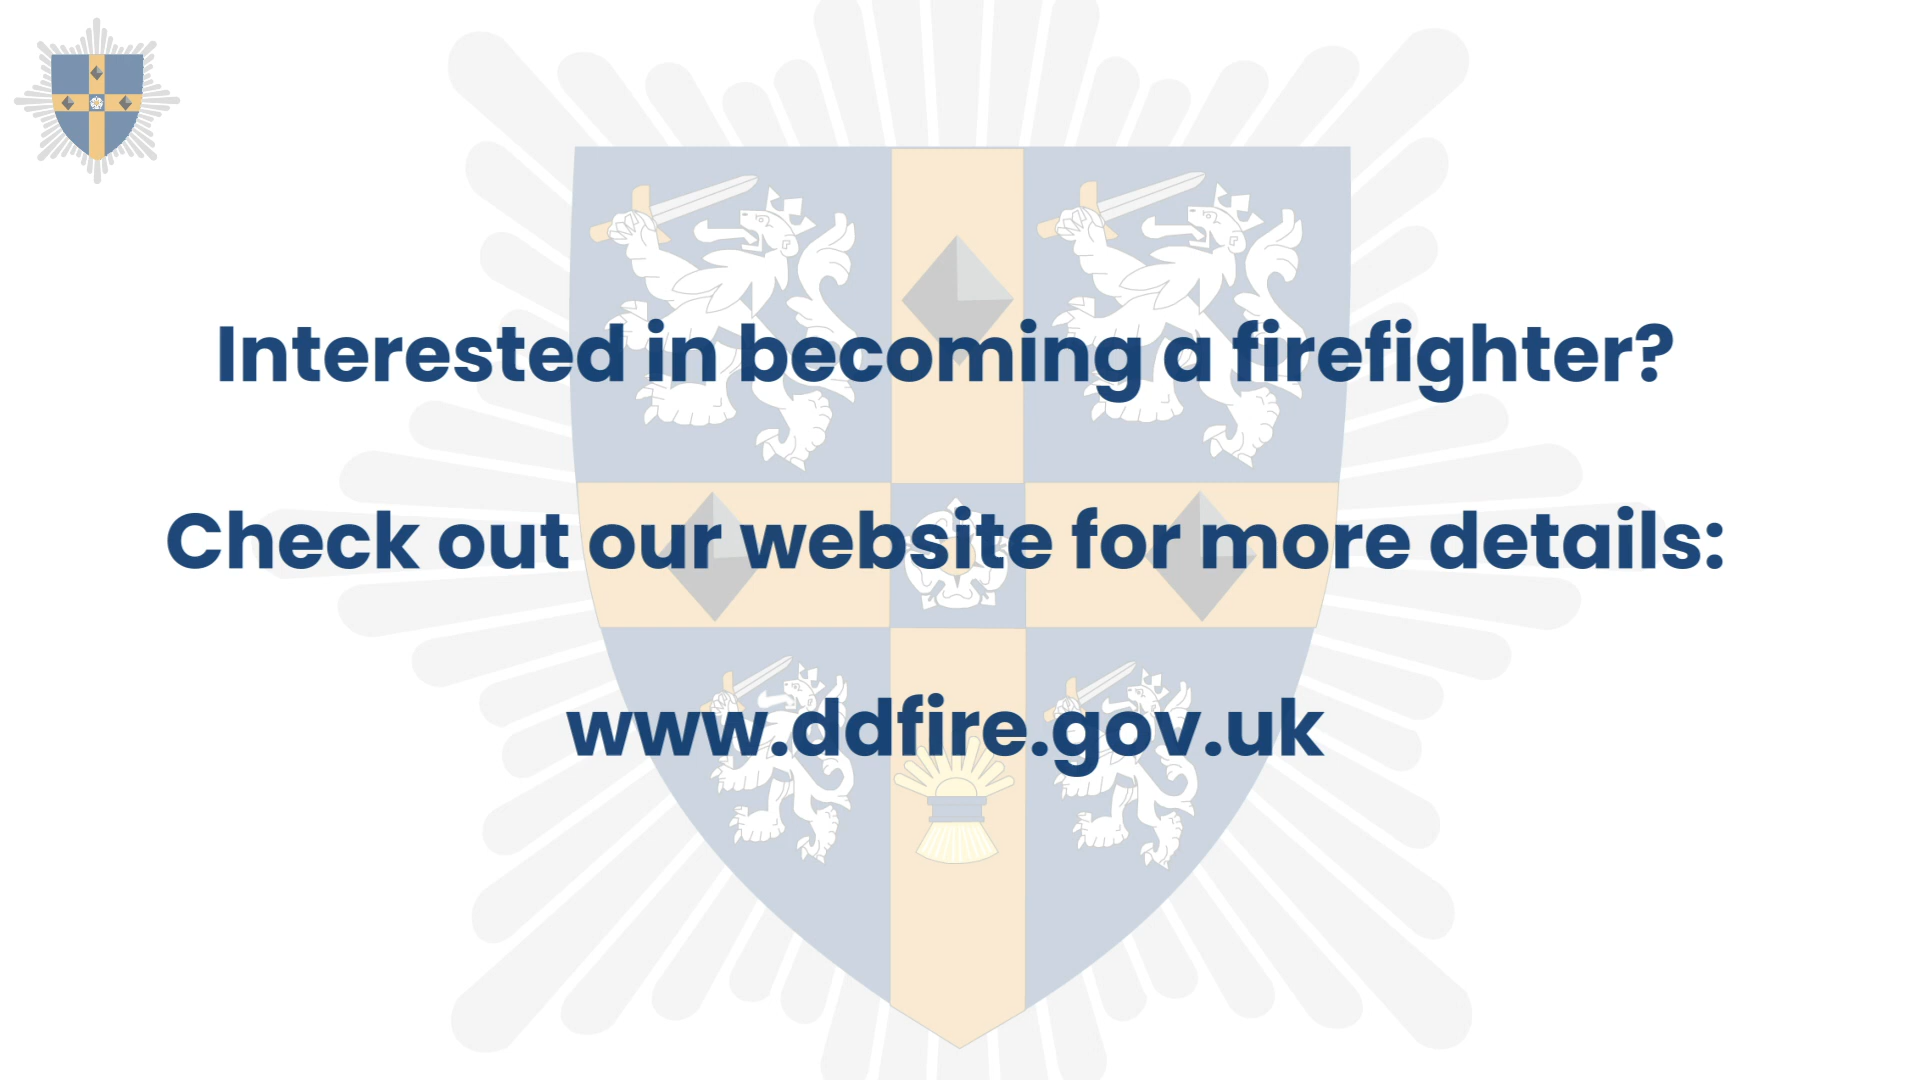 Interested in becoming a firefighter?
Check out our website for more details:
www.ddfire.gov.uk